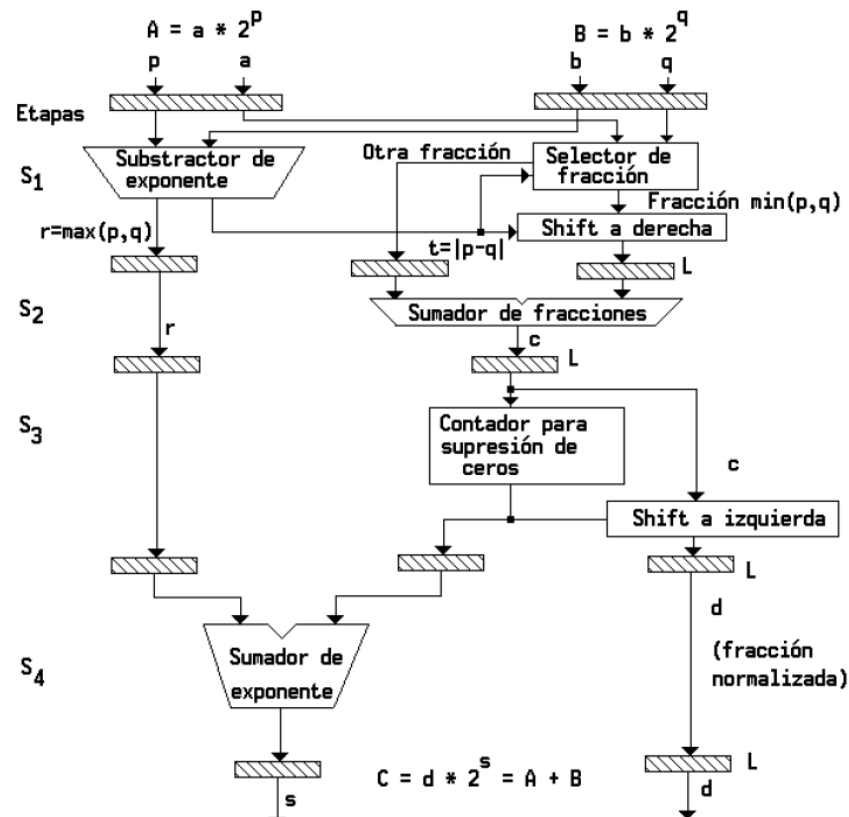 A = a * 2^p
B = b * 2^q
p
a
b
q
Etapas
S1
Substractor de
exponente
Otra fracción
Selector de
fracción
Fracción min(p,q)
r=max(p,q)
t=|p-q|
Shift a derecha
L
S2
Sumador de fracciones
r
c
L
S3
Contador para
supresión de
ceros
c
Shift a izquierda
L
d
S4
Sumador de
exponente
(fracción
normalizada)
L
C = d * 2^s = A + B
s
d